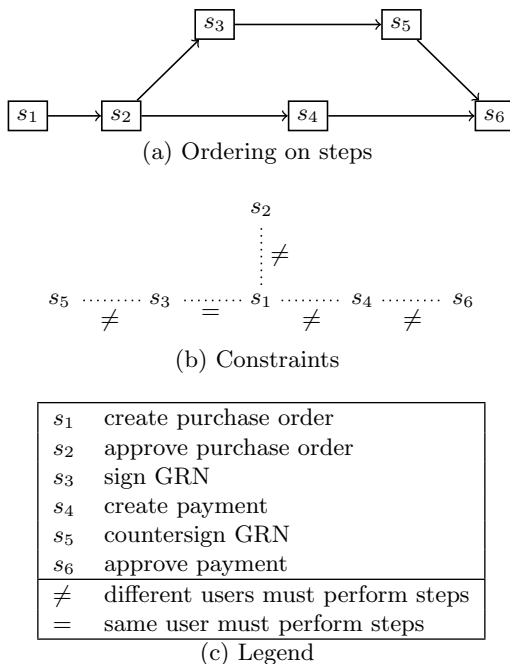 s3 s5
s1 s2 s4 s6
(a) Ordering on steps
s2
≠
s5 s3 s1 s4 s6
≠ = ≠ ≠
(b) Constraints
s1 create purchase order
s2 approve purchase order
s3 sign GRN
s4 create payment
s5 countersign GRN
s6 approve payment
≠ different users must perform steps
= same user must perform steps
(c) Legend